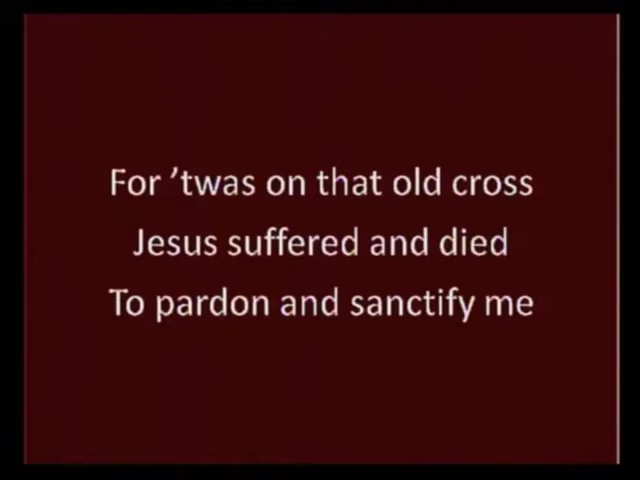 For ’twas on that old cross
Jesus suffered and died
To pardon and sanctify me